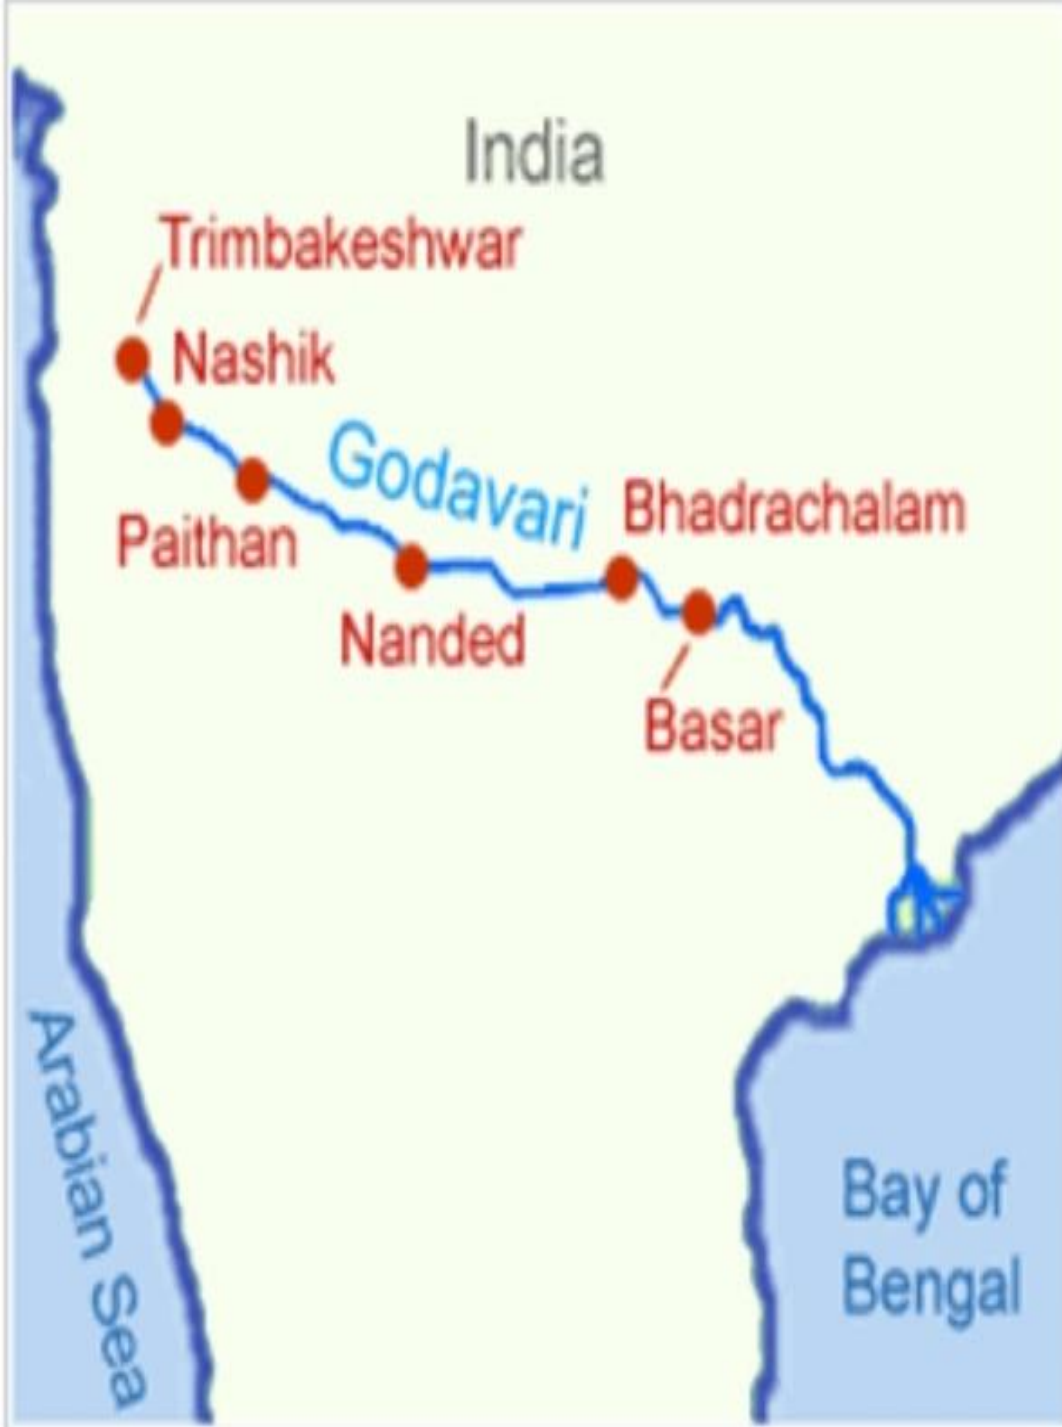 India
Trimbakeshwar
Nashik
Godavari
Bhadrachalam
Paithan
Nanded
Basar
Arabian Sea
Bay of
Bengal